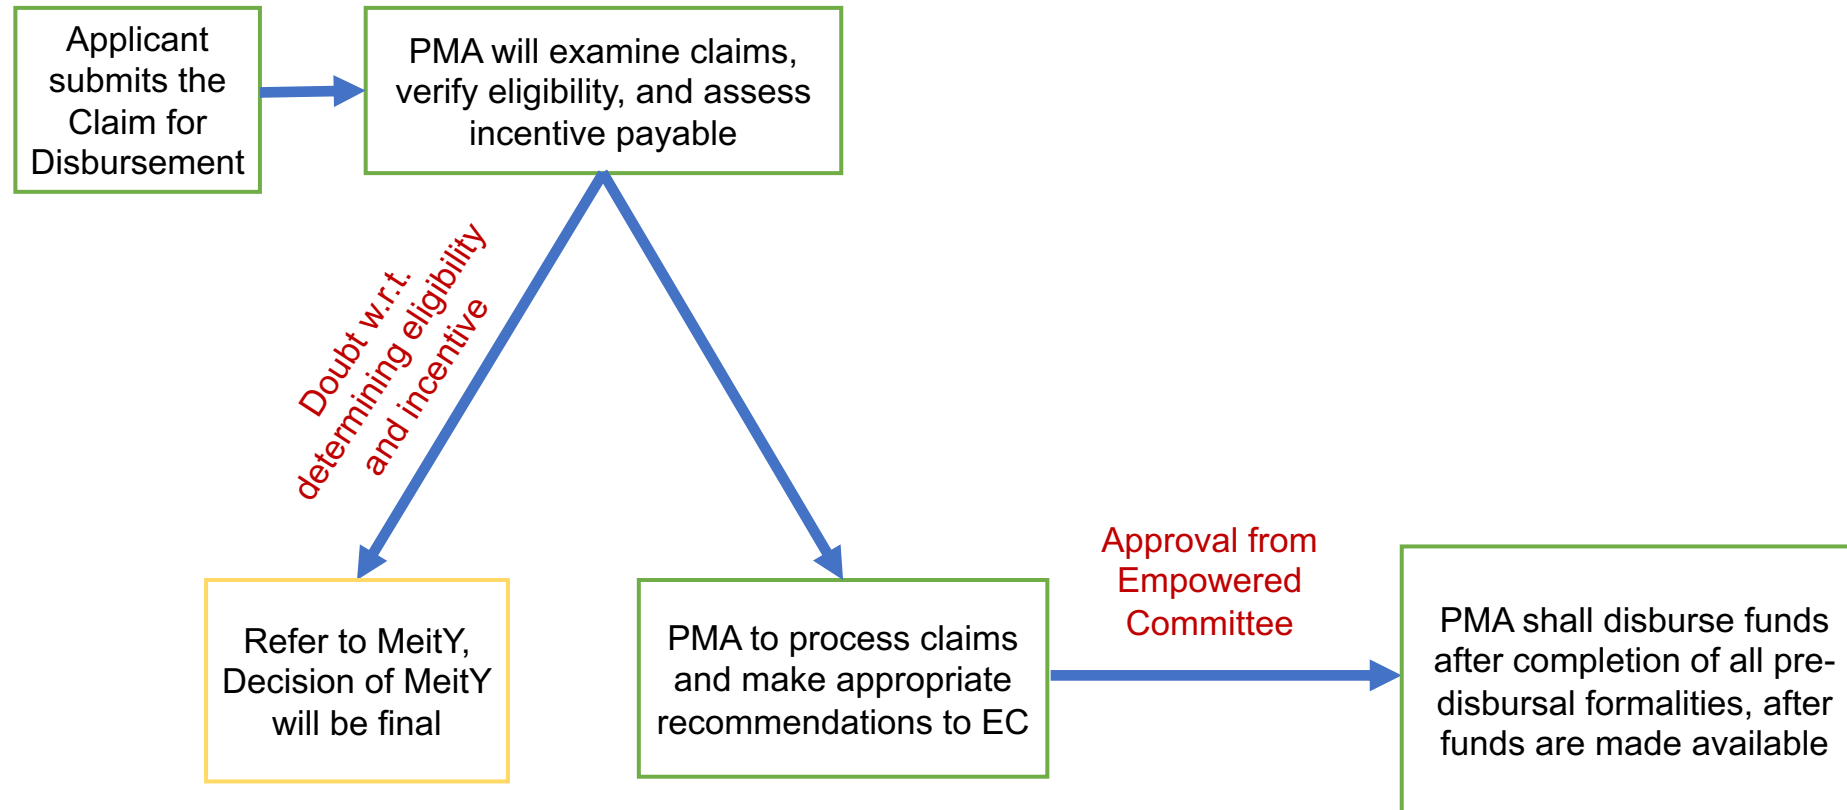 Applicant
submits the
Claim for
Disbursement
PMA will examine claims,
verify eligibility, and assess
incentive payable
Doubt w.r.t.
determining eligibility
and incentive
Refer to MeitY,
Decision of MeitY
will be final
PMA to process claims
and make appropriate
recommendations to EC
Approval from
Empowered
Committee
PMA shall disburse funds
after completion of all pre-
disbursal formalities, after
funds are made available